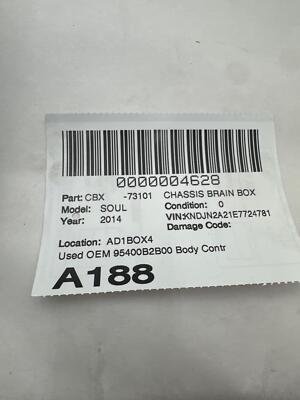 0000004628
Part: CBX -73101 CHASSIS BRAIN BOX
Model: SOUL Condition: 0
Year: 2014 VIN:KNDJN2A21E7724781
Damage Code:
Location: AD1BOX4
Used OEM 95400B2B00 Body Contr
A188